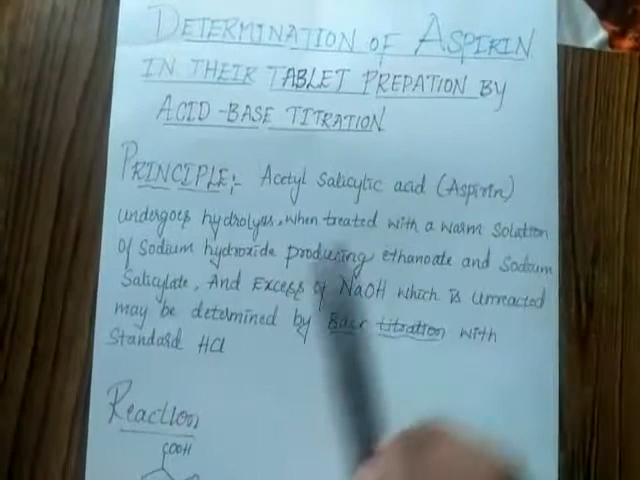 DETERMINATION OF ASPIRIN
IN THEIR TABLET PREPATION BY
ACID-BASE TITRATION
PRINCIPLE:- Acetyl Salicylic acid (Aspirin)
undergoes hydrolysis, when treated with a warm solution
of Sodium hydroxide producing ethanoate and Sodium
Salicylate, And Excess of NaOH which is unreacted
may be determined by Back titration with
Standard HCl
Reaction
COOH